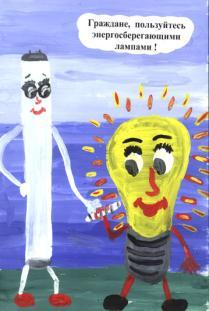 Граждане, пользуйтесь
энергосберегающими
лампами !